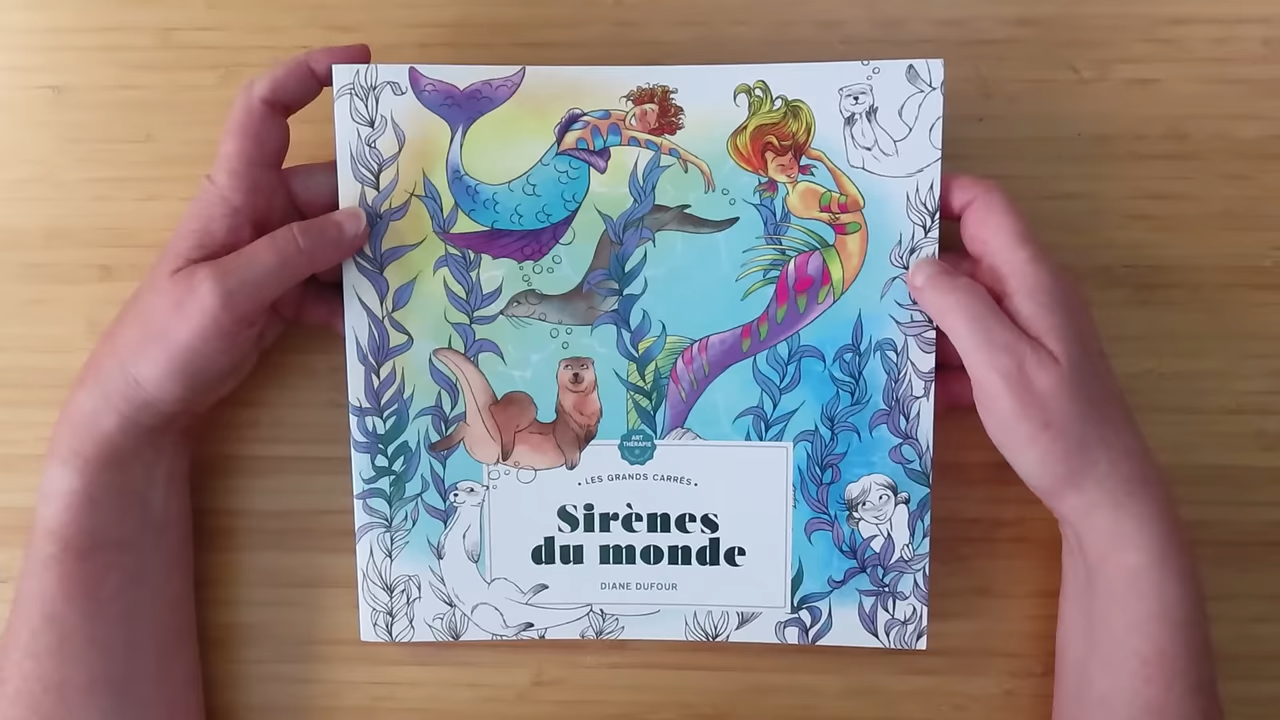 ART
THÉRAPIE
• LES GRANDS CARRÉS •
Sirènes
du monde
DIANE DUFOUR